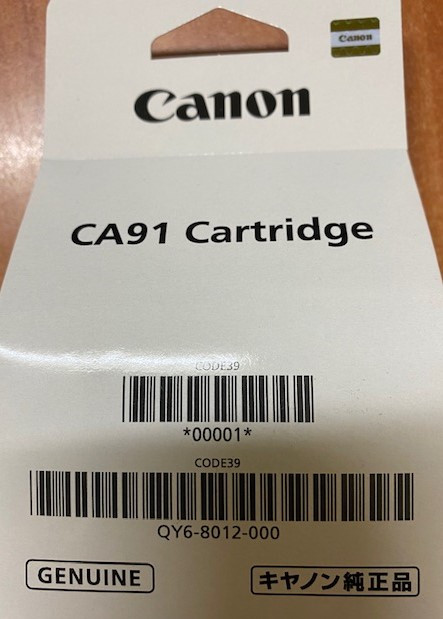 Canon
Canon
CA91 Cartridge
CODE39
*00001*
CODE39
QY6-8012-000
GENUINE
キヤノン純正品